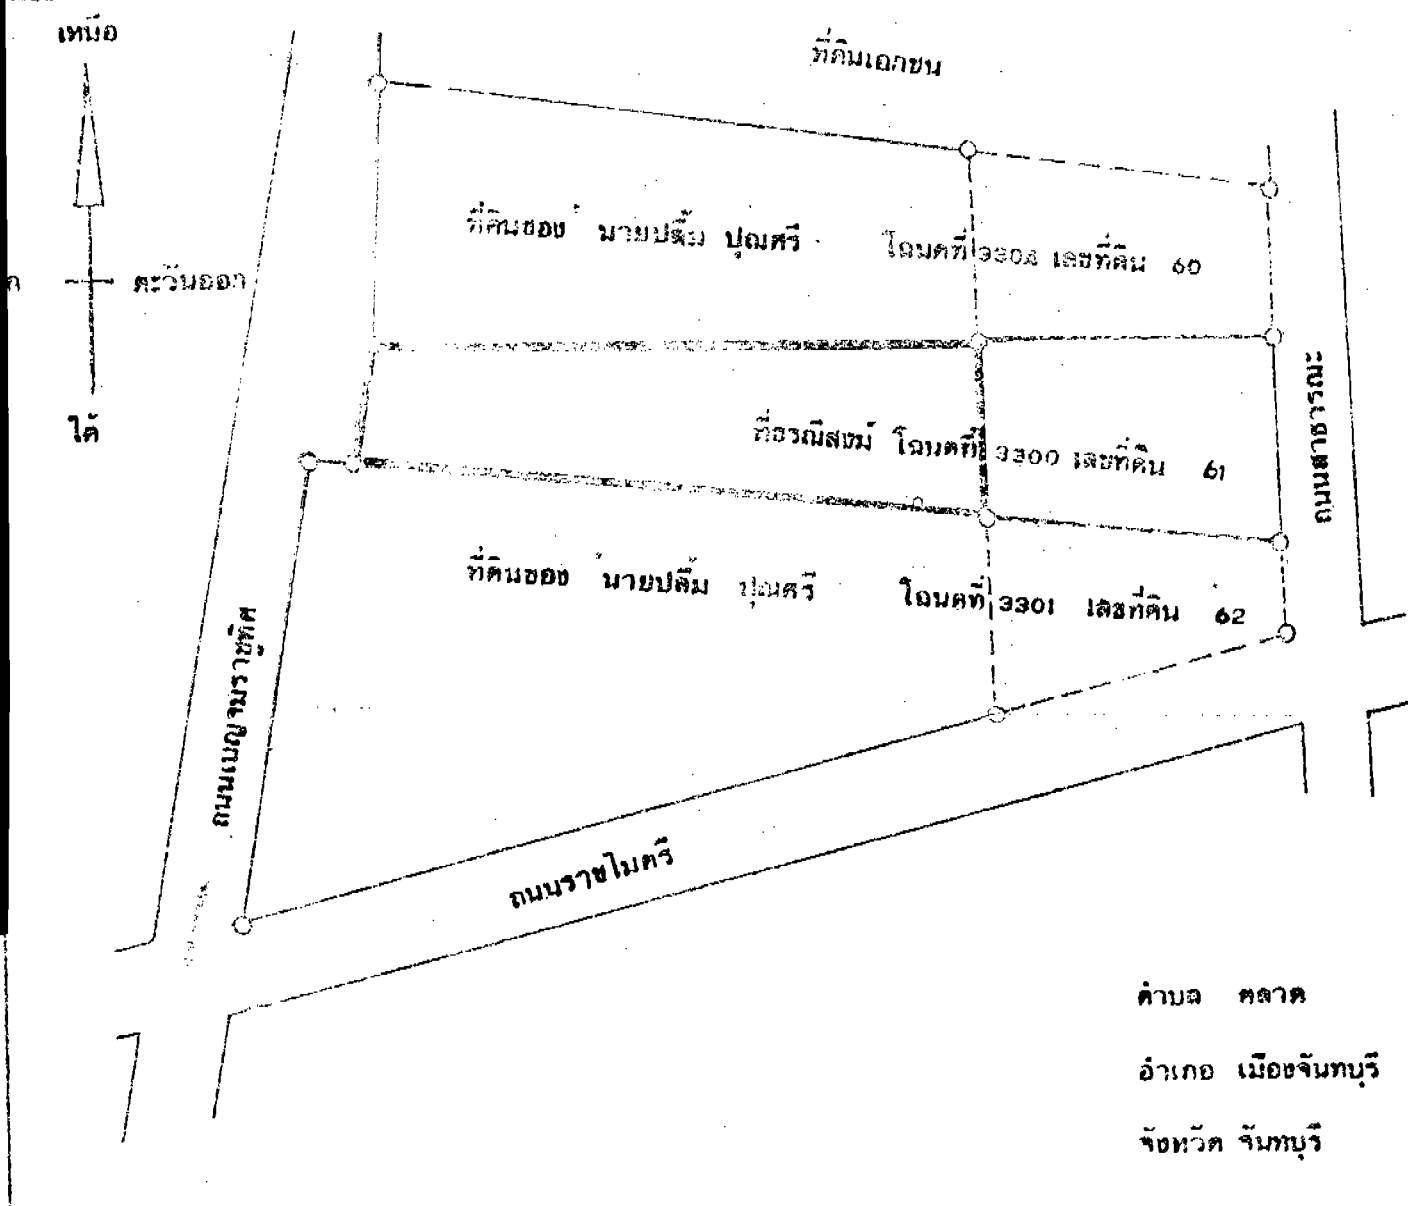 เหนือ
ที่ดินเอกชน
ที่ดินของ นายปลื้ม ปุณศรี โฉนดที่ 3302 เลขที่ดิน 60
ตะวันออก
ใต้
ที่ธรณีสงฆ์ โฉนดที่ 3300 เลขที่ดิน 61
ถนนสาธารณะ
ที่ดินของ นายปลื้ม ปุณศรี โฉนดที่ 3301 เลขที่ดิน 62
ถนนเบญจมราชูทิศ
ถนนราชไมตรี
ตำบล ตลาด
อำเภอ เมืองจันทบุรี
จังหวัด จันทบุรี